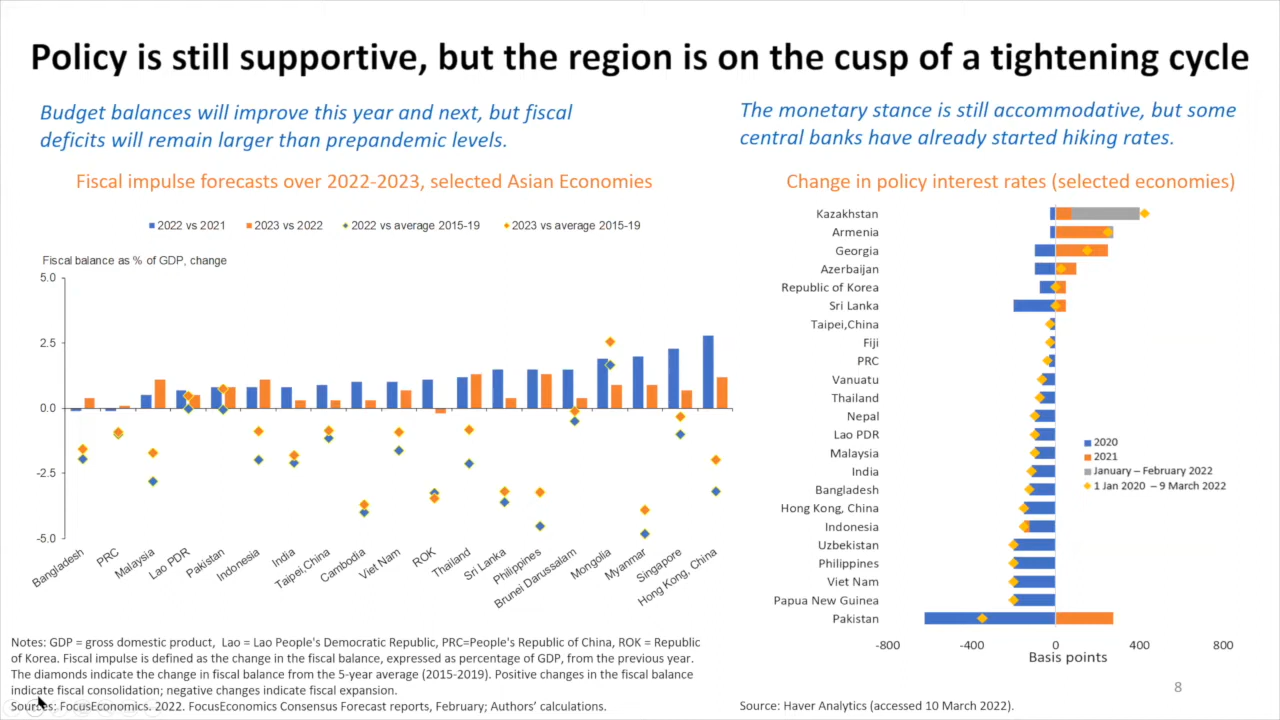 Policy is still supportive, but the region is on the cusp of a tightening cycle
Budget balances will improve this year and next, but fiscal
deficits will remain larger than prepandemic levels.
Fiscal impulse forecasts over 2022-2023, selected Asian Economies
2022 vs 2021
2023 vs 2022
2022 vs average 2015-19
2023 vs average 2015-19
Fiscal balance as % of GDP, change
5.0
2.5
0.0
-2.5
-5.0
Bangladesh
PRC
Malaysia
Lao PDR
Pakistan
Indonesia
India
Taipei,China
Cambodia
Viet Nam
ROK
Thailand
Sri Lanka
Philippines
Brunei Darussalam
Mongolia
Myanmar
Singapore
Hong Kong, China
Notes: GDP = gross domestic product, Lao = Lao People's Democratic Republic, PRC=People's Republic of China, ROK = Republic
of Korea. Fiscal impulse is defined as the change in the fiscal balance, expressed as percentage of GDP, from the previous year.
The diamonds indicate the change in fiscal balance from the 5-year average (2015-2019). Positive changes in the fiscal balance
indicate fiscal consolidation; negative changes indicate fiscal expansion.
Sources: FocusEconomics. 2022. FocusEconomics Consensus Forecast reports, February; Authors' calculations.
The monetary stance is still accommodative, but some
central banks have already started hiking rates.
Change in policy interest rates (selected economies)
Kazakhstan
Armenia
Georgia
Azerbaijan
Republic of Korea
Sri Lanka
Taipei,China
Fiji
PRC
Vanuatu
Thailand
Nepal
Lao PDR
Malaysia
India
Bangladesh
Hong Kong, China
Indonesia
Uzbekistan
Philippines
Viet Nam
Papua New Guinea
Pakistan
2020
2021
January – February 2022
1 Jan 2020 – 9 March 2022
-800
-400
0
400
800
Basis points
Source: Haver Analytics (accessed 10 March 2022).
8